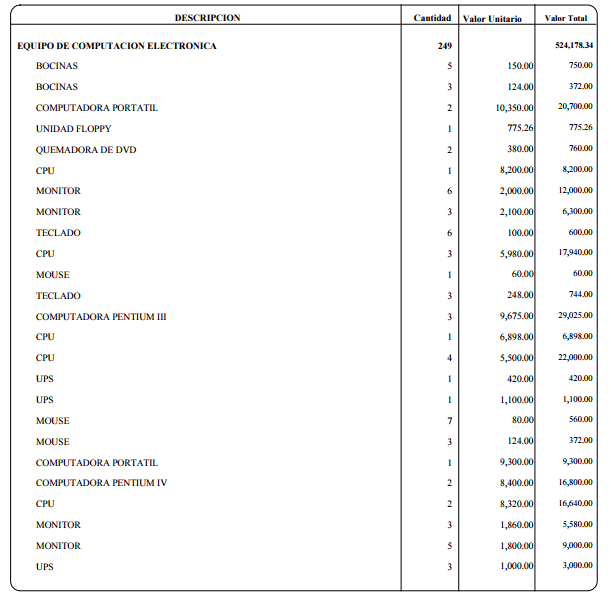 DESCRIPCION Cantidad Valor Unitario Valor Total
EQUIPO DE COMPUTACION ELECTRONICA 249 524,178.34
BOCINAS 5 150.00 750.00
BOCINAS 3 124.00 372.00
COMPUTADORA PORTATIL 2 10,350.00 20,700.00
UNIDAD FLOPPY 1 775.26 775.26
QUEMADORA DE DVD 2 380.00 760.00
CPU 1 8,200.00 8,200.00
MONITOR 6 2,000.00 12,000.00
MONITOR 3 2,100.00 6,300.00
TECLADO 6 100.00 600.00
CPU 3 5,980.00 17,940.00
MOUSE 1 60.00 60.00
TECLADO 3 248.00 744.00
COMPUTADORA PENTIUM III 3 9,675.00 29,025.00
CPU 1 6,898.00 6,898.00
CPU 4 5,500.00 22,000.00
UPS 1 420.00 420.00
UPS 1 1,100.00 1,100.00
MOUSE 7 80.00 560.00
MOUSE 3 124.00 372.00
COMPUTADORA PORTATIL 1 9,300.00 9,300.00
COMPUTADORA PENTIUM IV 2 8,400.00 16,800.00
CPU 2 8,320.00 16,640.00
MONITOR 3 1,860.00 5,580.00
MONITOR 5 1,800.00 9,000.00
UPS 3 1,000.00 3,000.00